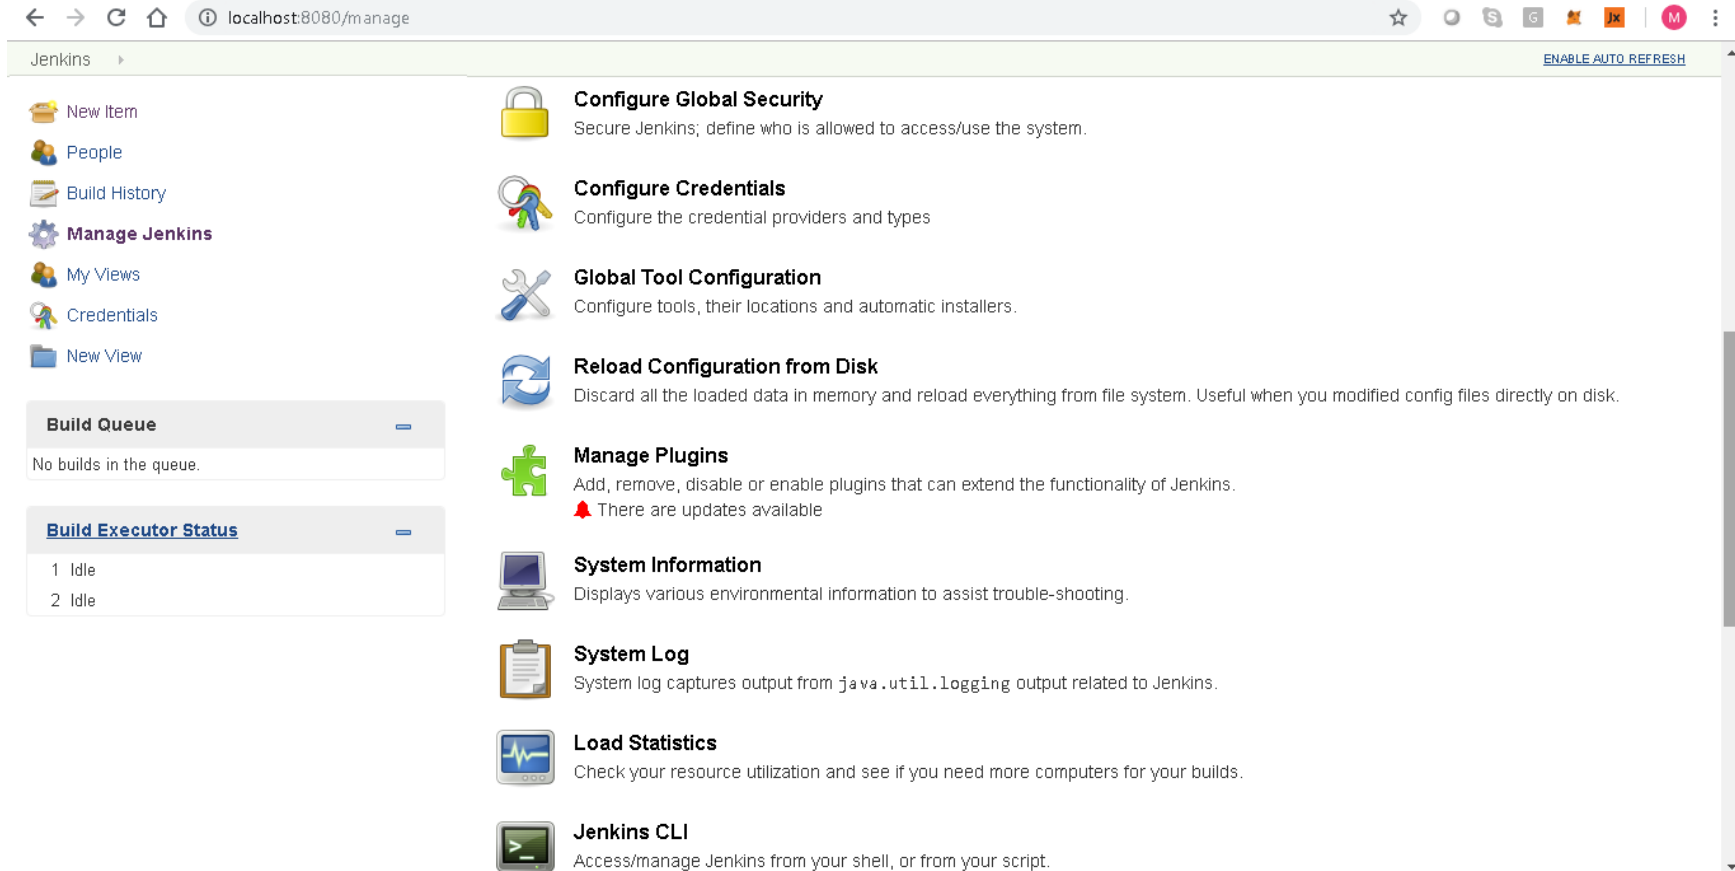 localhost:8080/manage
S
G
Jx
M
Jenkins
ENABLE AUTO REFRESH
New Item
People
Build History
Manage Jenkins
My Views
Credentials
New View
Build Queue
No builds in the queue.
Build Executor Status
1 Idle
2 Idle
Configure Global Security
Secure Jenkins; define who is allowed to access/use the system.
Configure Credentials
Configure the credential providers and types
Global Tool Configuration
Configure tools, their locations and automatic installers.
Reload Configuration from Disk
Discard all the loaded data in memory and reload everything from file system. Useful when you modified config files directly on disk.
Manage Plugins
Add, remove, disable or enable plugins that can extend the functionality of Jenkins.
There are updates available
System Information
Displays various environmental information to assist trouble-shooting.
System Log
System log captures output from java.util.logging output related to Jenkins.
Load Statistics
Check your resource utilization and see if you need more computers for your builds.
Jenkins CLI
Access/manage Jenkins from your shell, or from your script.